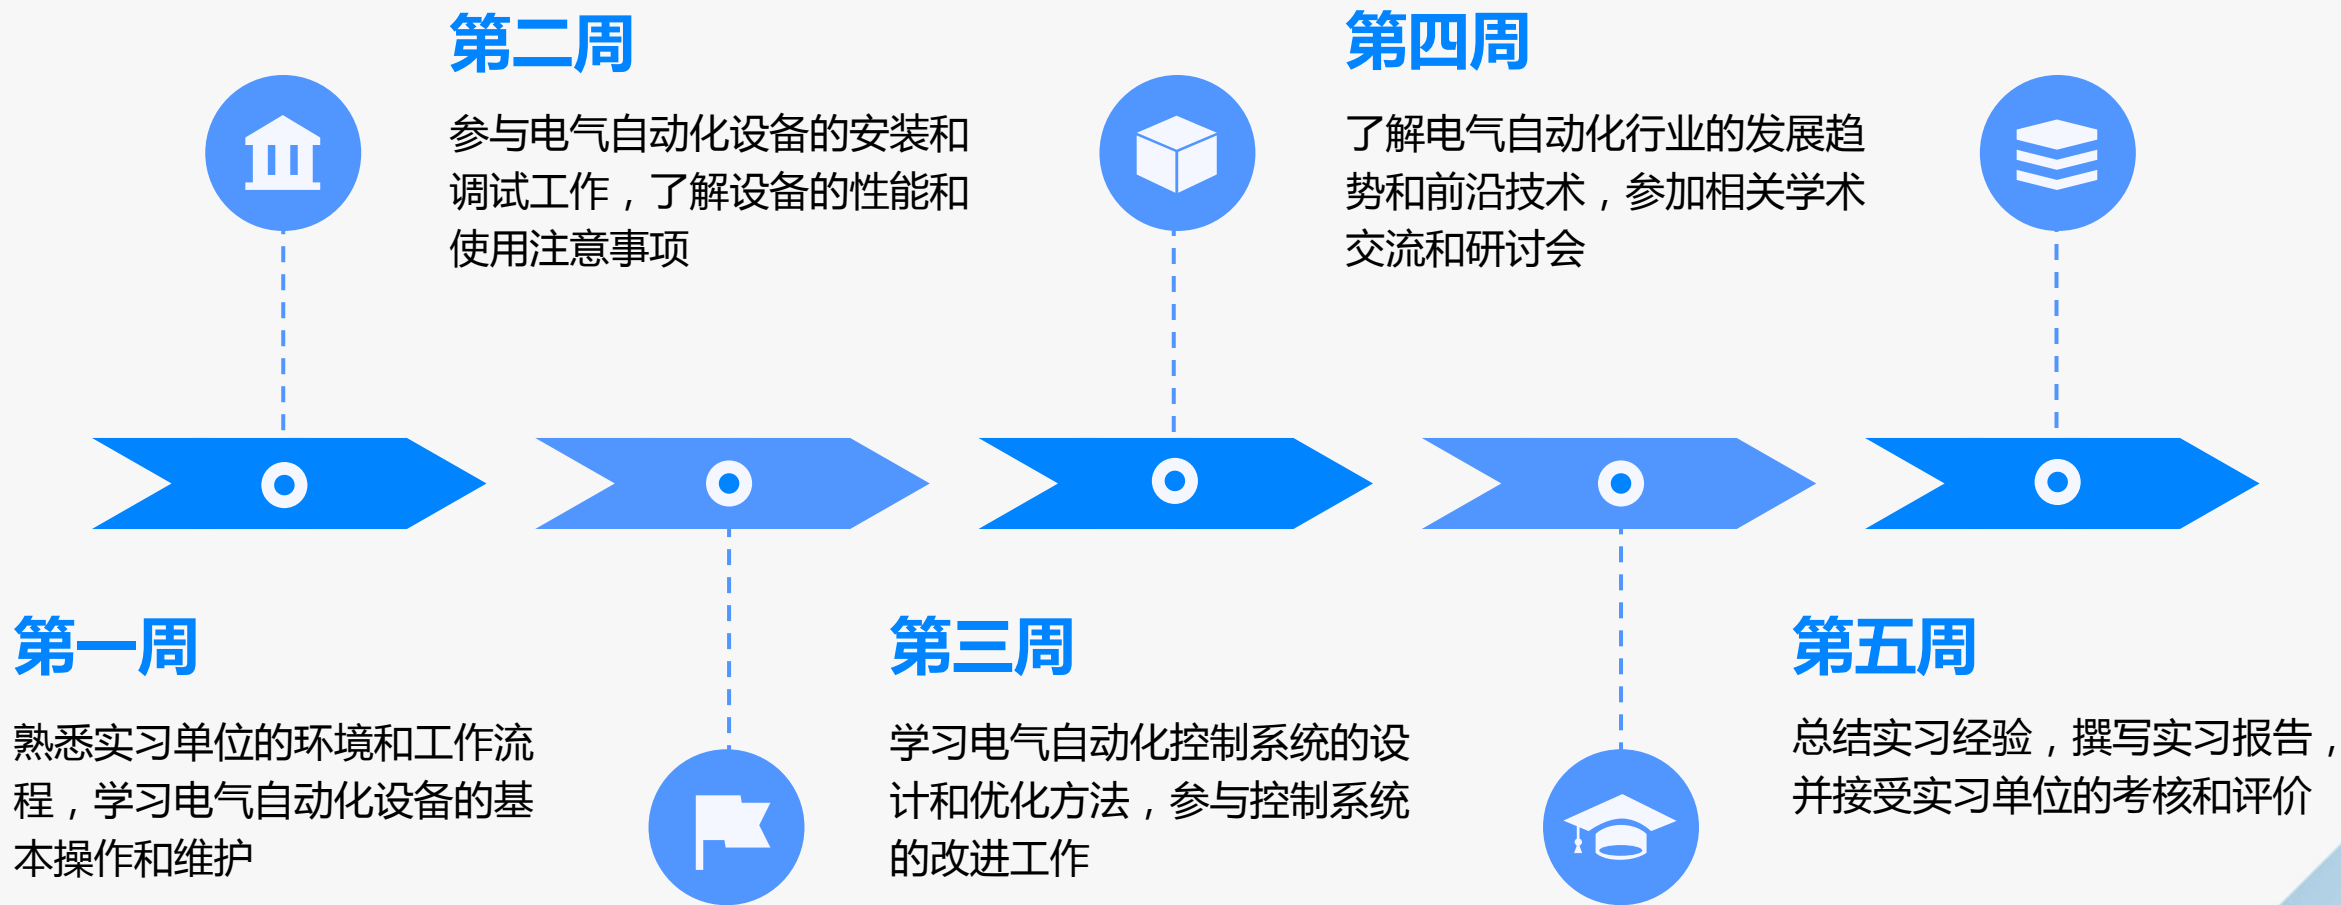 第二周
参与电气自动化设备的安装和
调试工作，了解设备的性能和
使用注意事项
第四周
了解电气自动化行业的发展趋
势和前沿技术，参加相关学术
交流和研讨会
第一周
熟悉实习单位的环境和工作流
程，学习电气自动化设备的基
本操作和维护
第三周
学习电气自动化控制系统的设
计和优化方法，参与控制系统
的改进工作
第五周
总结实习经验，撰写实习报告，
并接受实习单位的考核和评价